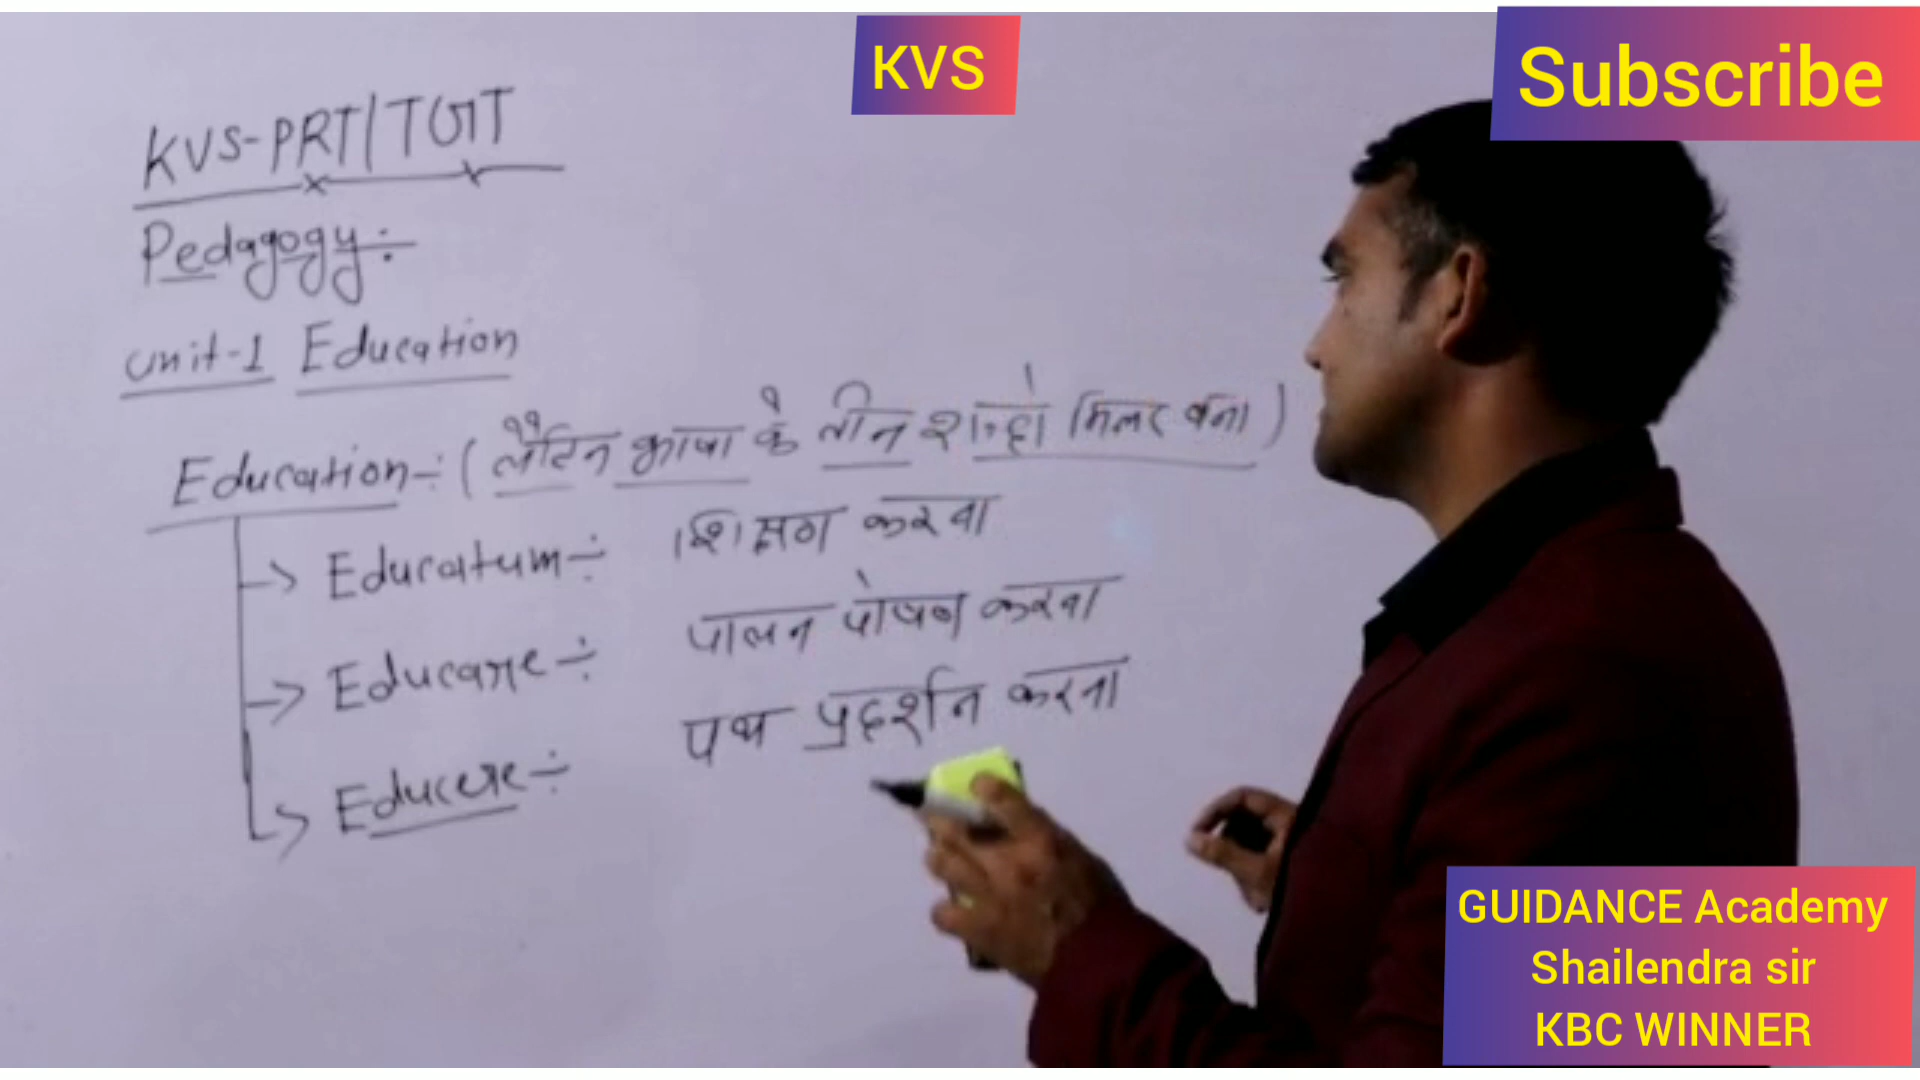 KVS
Subscribe
KVS-PRT/TGT
Pedagogy:-
Unit-1 Education
Education:- (लैटिन भाषा के तीन शब्दो मिलर बना)
→ Educatum:- शिक्षण करना
→ Educare:- पालन पोषण करना
→ Educere:- पथ प्रदर्शन करना
GUIDANCE Academy
Shailendra sir
KBC WINNER